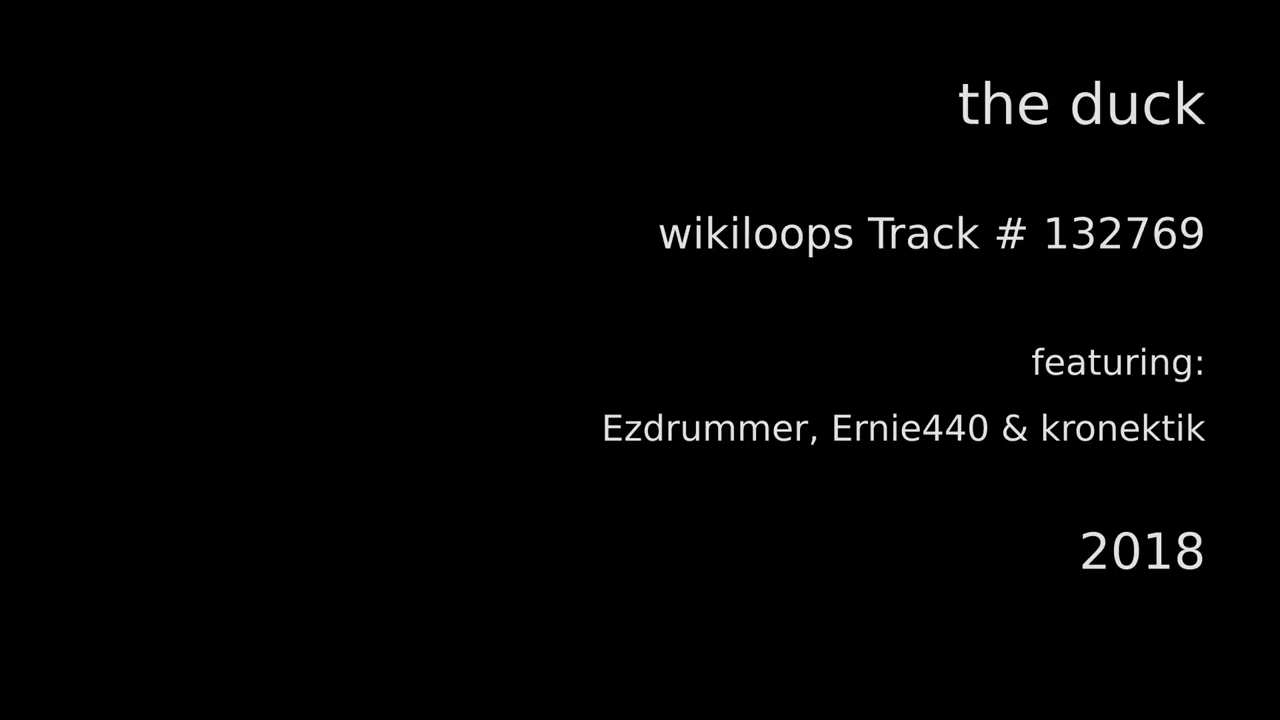 the duck
wikiloops Track # 132769
featuring:
Ezdrummer, Ernie440 & kronektik
2018